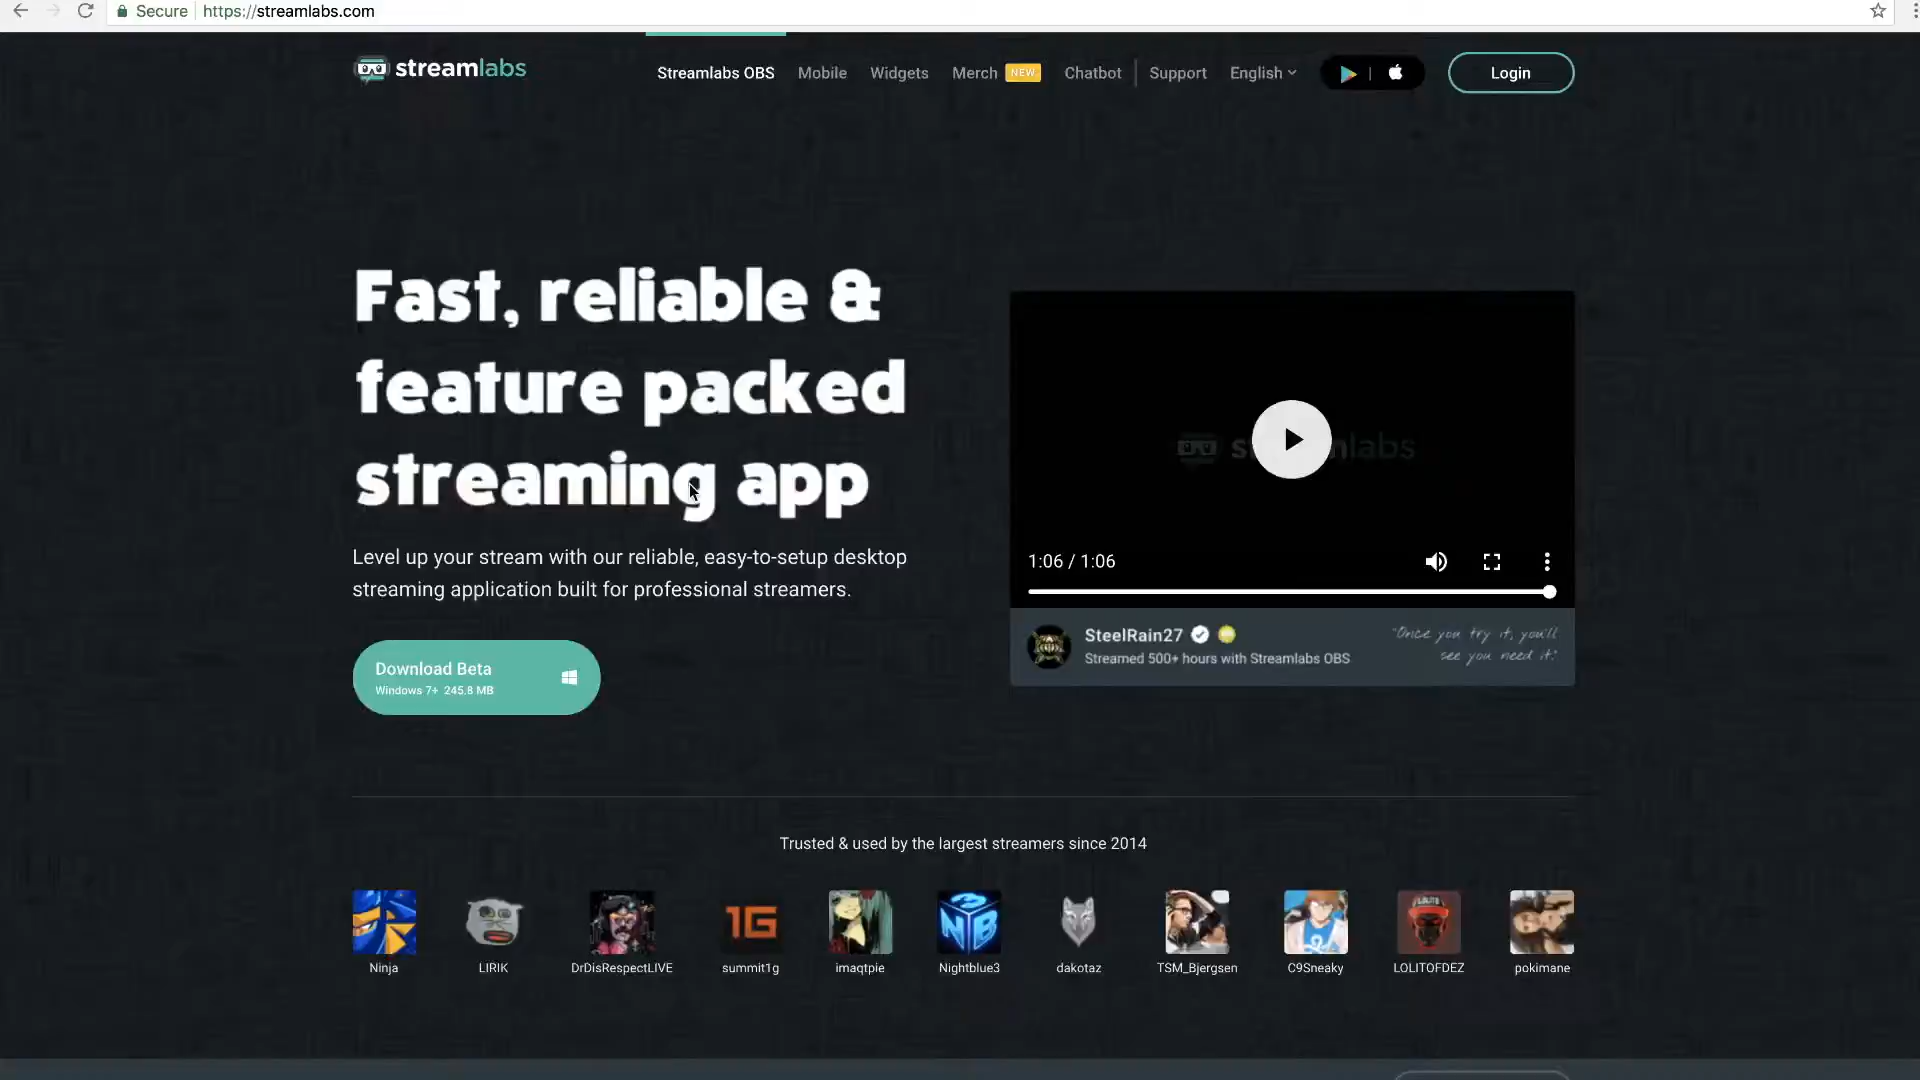 Secure
https://streamlabs.com
streamlabs
Streamlabs OBS
Mobile
Widgets
Merch NEW
Chatbot
Support
English
Login
Fast, reliable &
feature packed
streaming app
Level up your stream with our reliable, easy-to-setup desktop
streaming application built for professional streamers.
Download Beta
Windows 7+ 245.8 MB
1:06 / 1:06
SteelRain27
Streamed 500+ hours with Streamlabs OBS
"Once you try it, you'll
see you need it."
Trusted & used by the largest streamers since 2014
1G
3
NB
Ninja
LIRIK
DrDisRespectLIVE
summit1g
imaqtpie
Nightblue3
dakotaz
TSM_Bjergsen
C9Sneaky
LOLITOFDEZ
pokimane